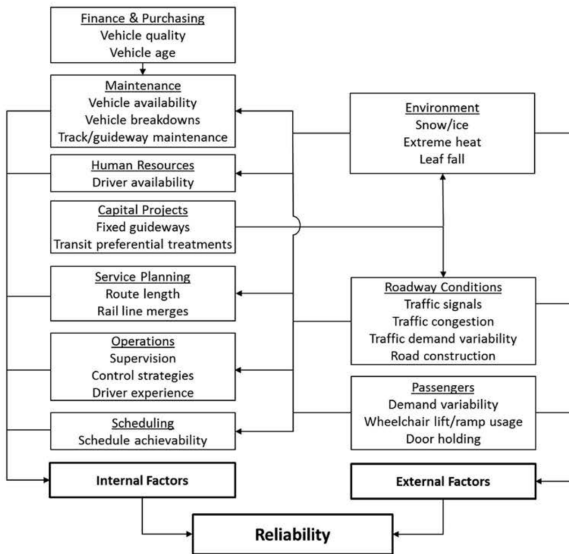 Finance & Purchasing
Vehicle quality
Vehicle age
Maintenance
Vehicle availability
Vehicle breakdowns
Track/guideway maintenance
Human Resources
Driver availability
Capital Projects
Fixed guideways
Transit preferential treatments
Service Planning
Route length
Rail line merges
Operations
Supervision
Control strategies
Driver experience
Scheduling
Schedule achievability
Internal Factors
Environment
Snow/ice
Extreme heat
Leaf fall
Roadway Conditions
Traffic signals
Traffic congestion
Traffic demand variability
Road construction
Passengers
Demand variability
Wheelchair lift/ramp usage
Door holding
External Factors
Reliability